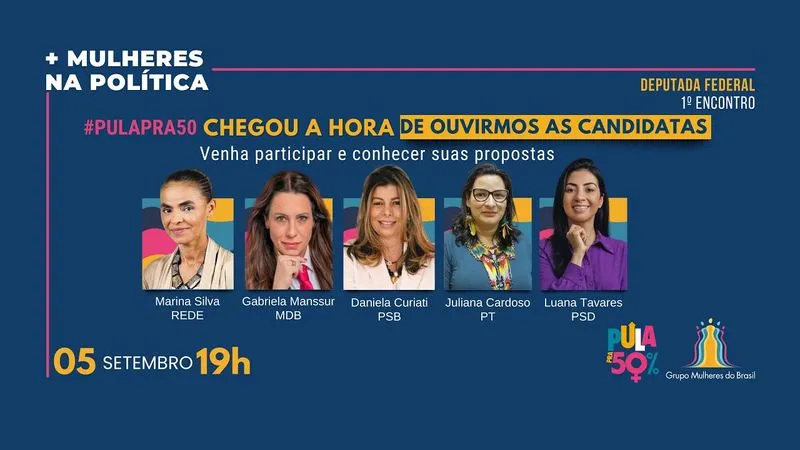 + MULHERES
NA POLÍTICA
DEPUTADA FEDERAL
1º ENCONTRO
#PULAPRA50 CHEGOU A HORA DE OUVIRMOS AS CANDIDATAS
Venha participar e conhecer suas propostas
Marina Silva
REDE
Gabriela Manssur
MDB
Daniela Curiati
PSB
Juliana Cardoso
PT
Luana Tavares
PSD
05 SETEMBRO 19h
PULA
PRA
50%
Grupo Mulheres do Brasil